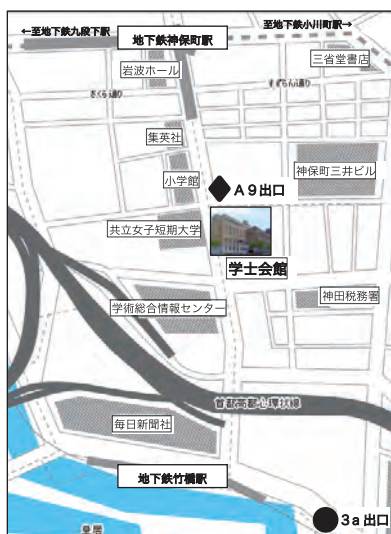 ←至地下鉄九段下駅
至地下鉄小川町駅→
地下鉄神保町駅
岩波ホール
三省堂書店
さくら通り
すずらん通り
集英社
小学館
神保町三井ビル
A9出口
共立女子短期大学
学士会館
学術総合情報センター
神田税務署
首都高都心環状線
毎日新聞社
地下鉄竹橋駅
3a出口
皇居